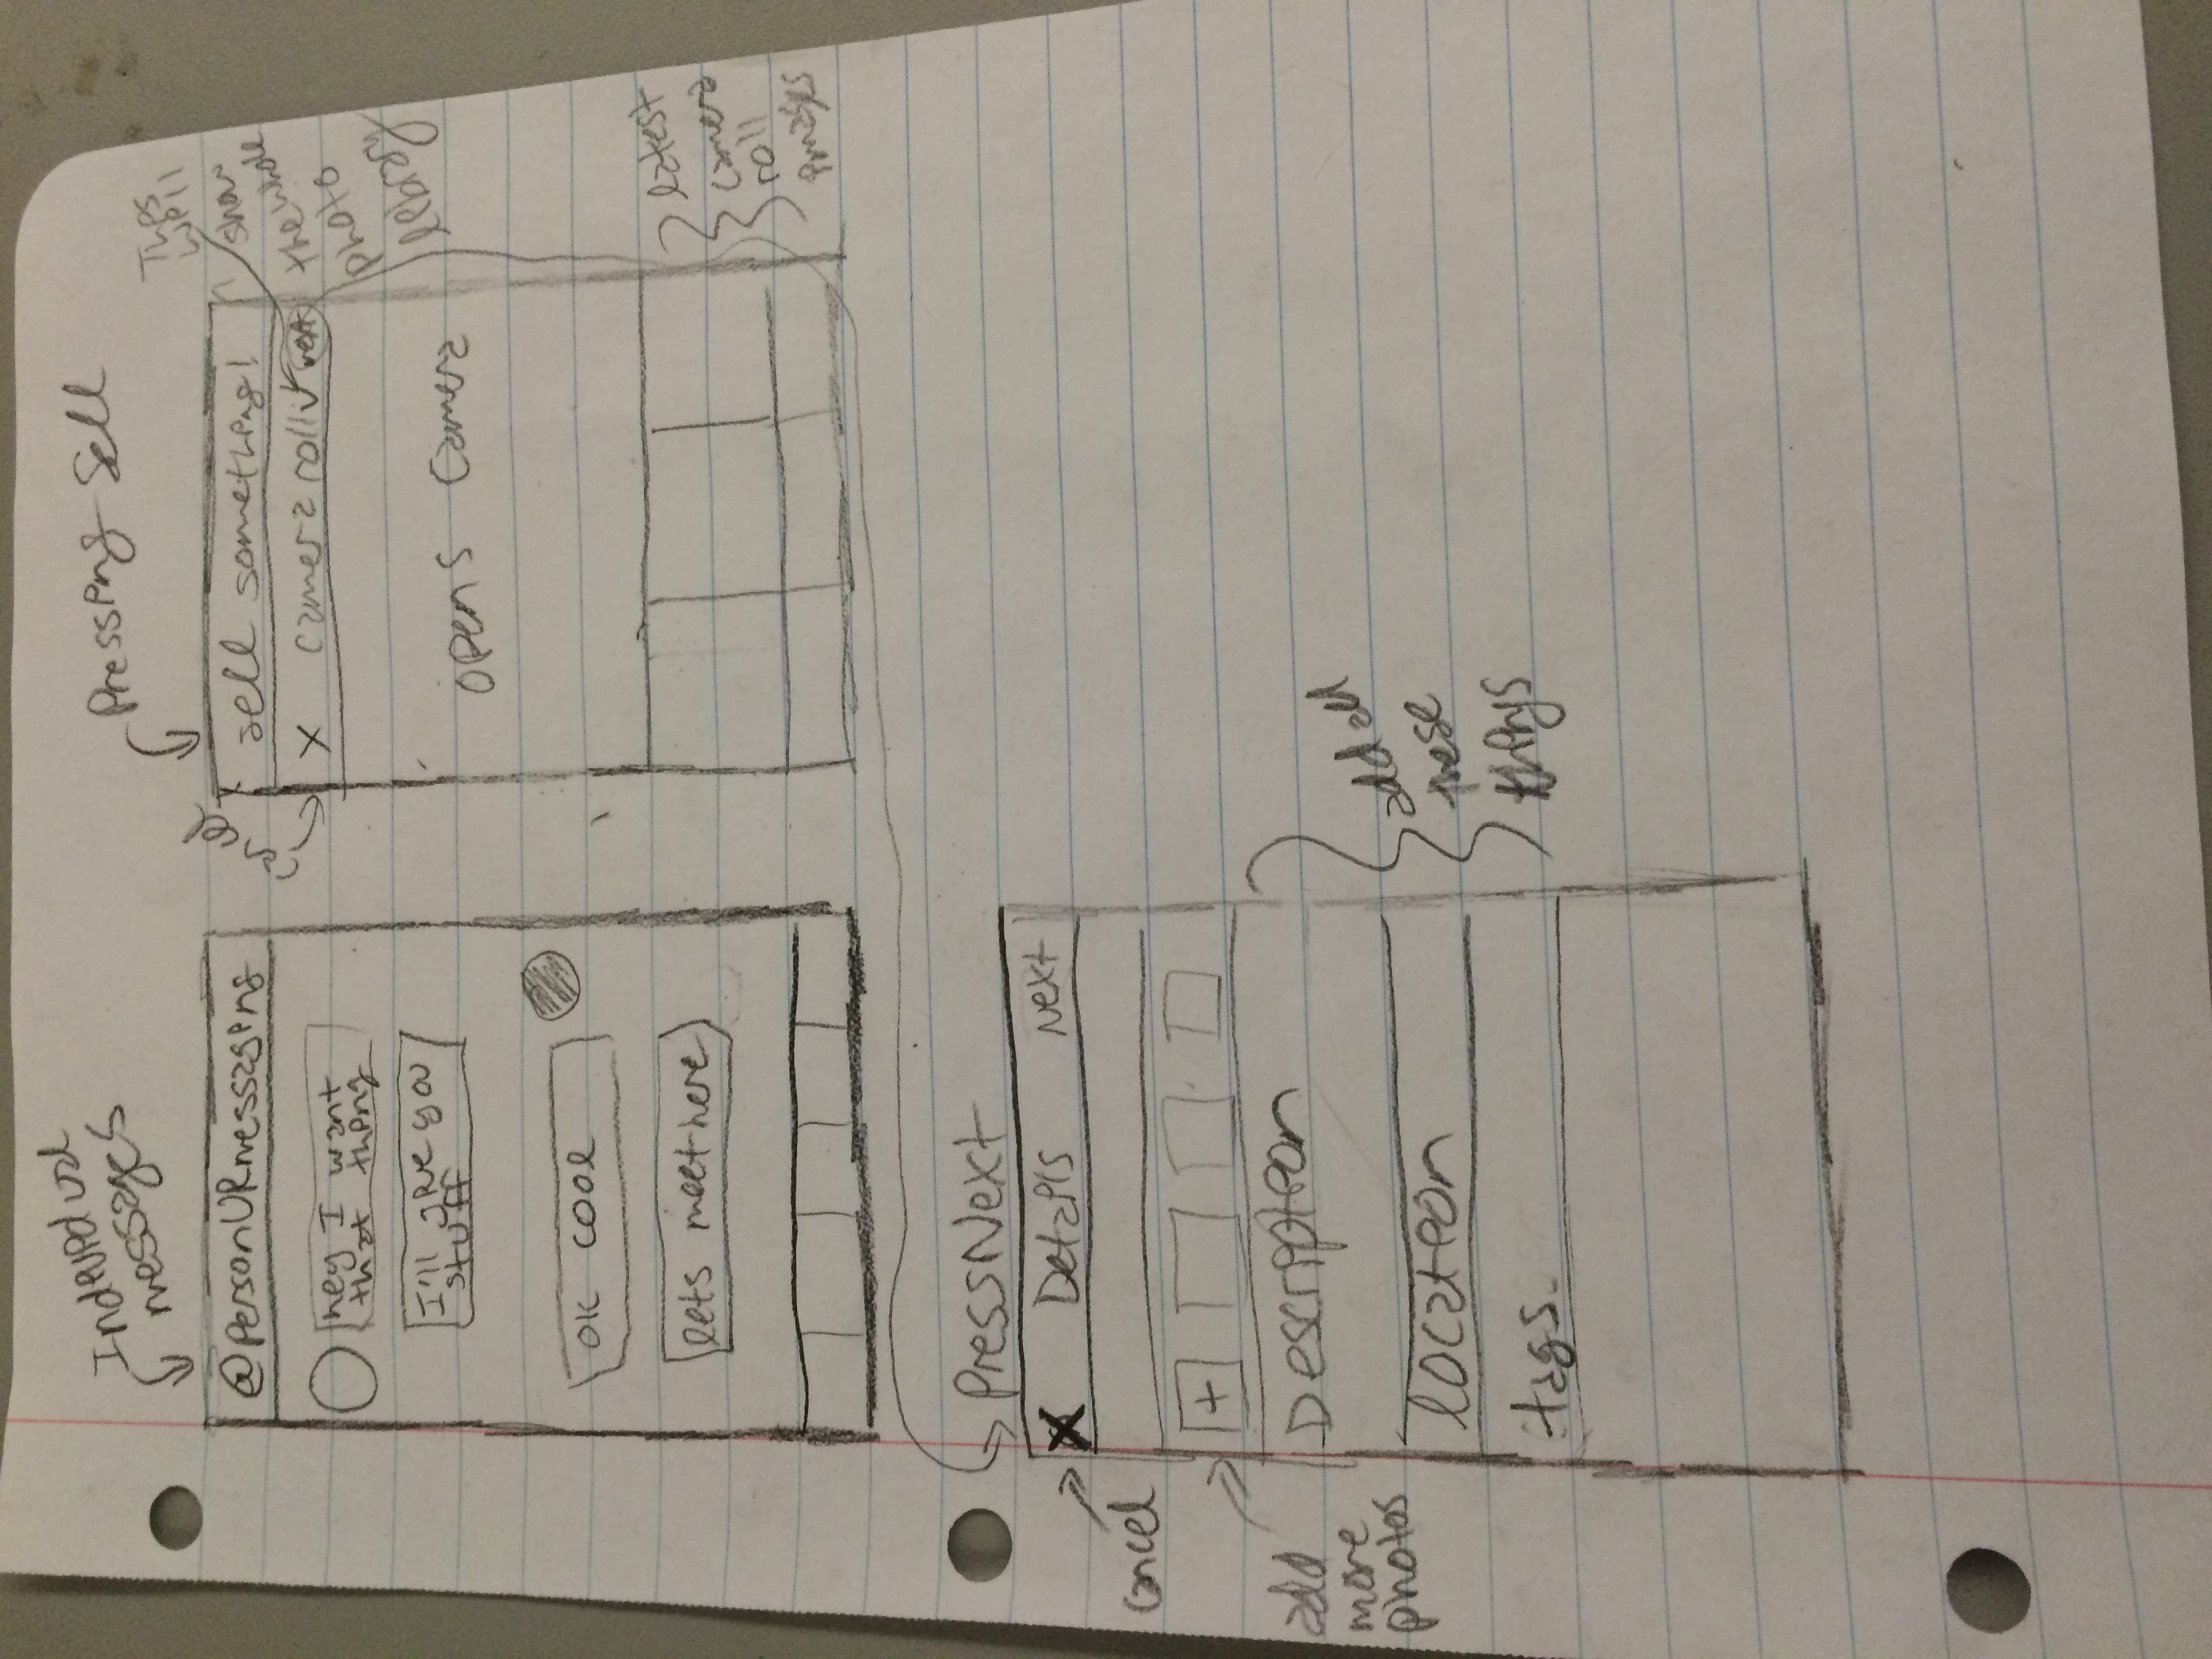 Individual
messages
@personURmessaging
hey I want
that thing
I'll give you
stuff
ok cool
lets meet here
Pressing Sell
cancel
sell something!
X camera roll next
opens camera
This
will
show
the whole
photo
library
latest
camera
roll
images
Press Next
X Details Next
cancel
+
add
more
photos
Description
location
tags
add all
these
things